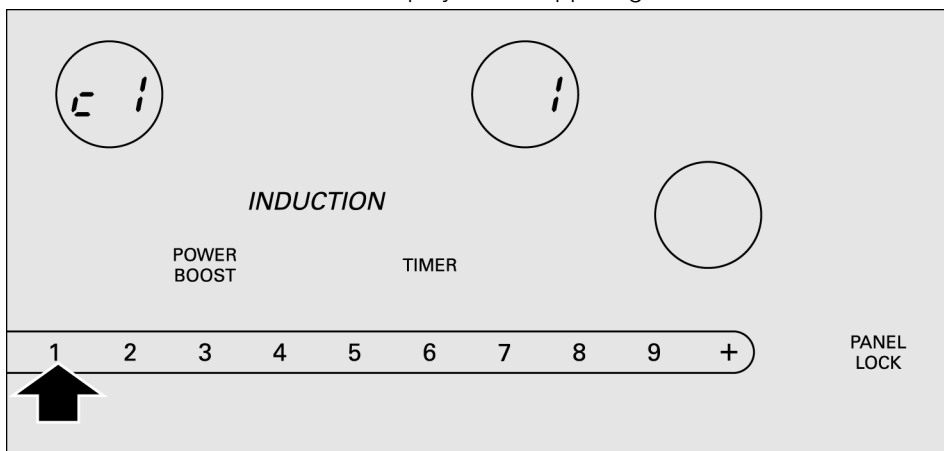 c 1 1
INDUCTION
POWER
BOOST
TIMER
1 2 3 4 5 6 7 8 9 +
PANEL
LOCK